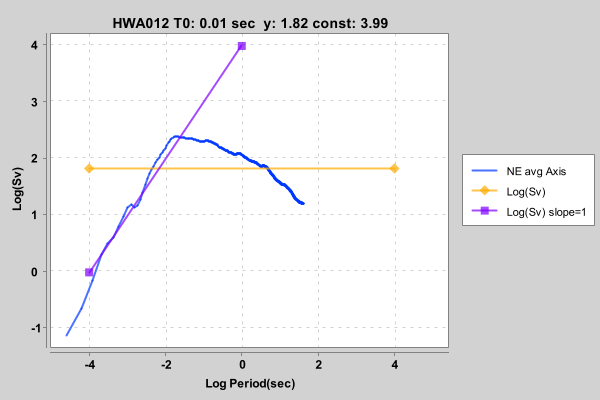 HWA012 T0: 0.01 sec  y: 1.82 const: 3.99
Log(Sv)
4
3
2
1
0
-1
-4
-2
0
2
4
Log Period(sec)
NE avg Axis
Log(Sv)
Log(Sv) slope=1